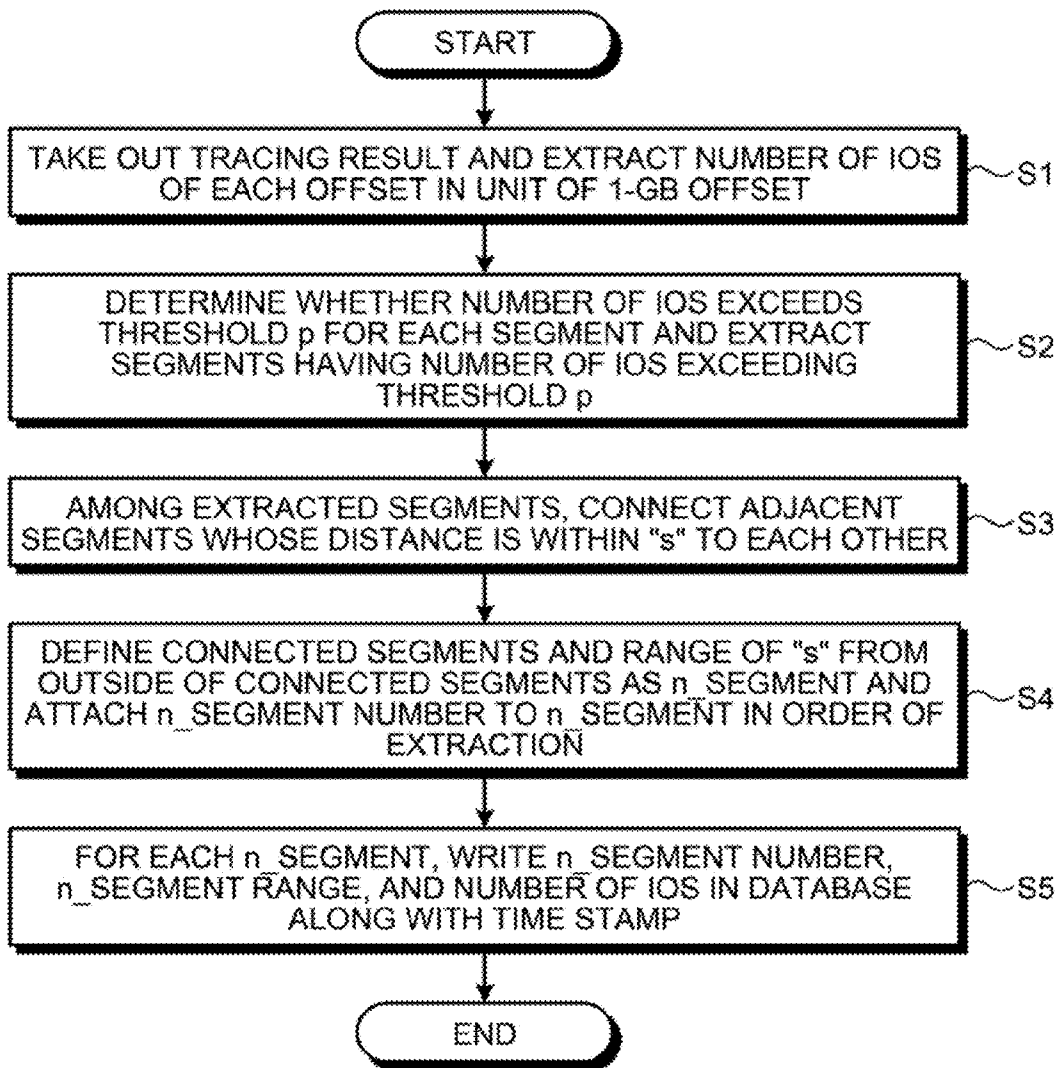 START
TAKE OUT TRACING RESULT AND EXTRACT NUMBER OF IOS
OF EACH OFFSET IN UNIT OF 1-GB OFFSET
S1
DETERMINE WHETHER NUMBER OF IOS EXCEEDS
THRESHOLD p FOR EACH SEGMENT AND EXTRACT
SEGMENTS HAVING NUMBER OF IOS EXCEEDING
THRESHOLD p
S2
AMONG EXTRACTED SEGMENTS, CONNECT ADJACENT
SEGMENTS WHOSE DISTANCE IS WITHIN "s" TO EACH OTHER
S3
DEFINE CONNECTED SEGMENTS AND RANGE OF "s" FROM
OUTSIDE OF CONNECTED SEGMENTS AS n_SEGMENT AND
ATTACH n_SEGMENT NUMBER TO n_SEGMENT IN ORDER OF
EXTRACTION
S4
FOR EACH n_SEGMENT, WRITE n_SEGMENT NUMBER,
n_SEGMENT RANGE, AND NUMBER OF IOS IN DATABASE
ALONG WITH TIME STAMP
S5
END